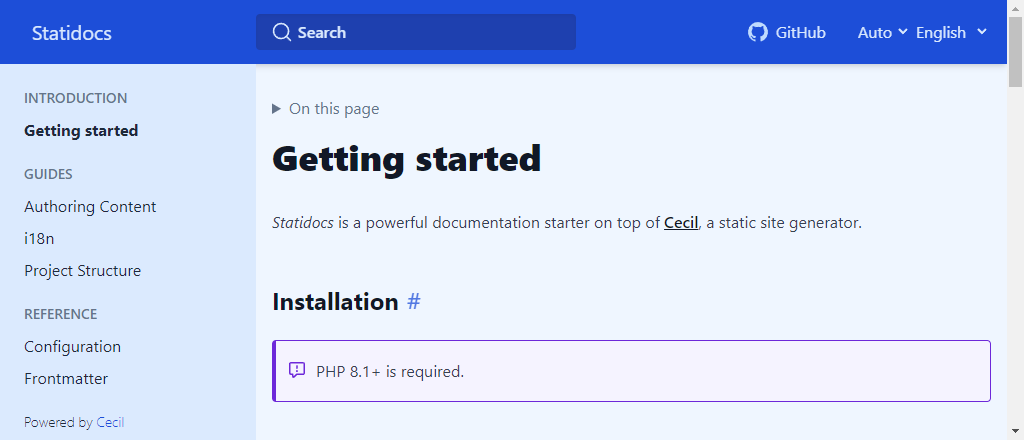 Statidocs
Search
GitHub
Auto
English
INTRODUCTION
Getting started
GUIDES
Authoring Content
i18n
Project Structure
REFERENCE
Configuration
Frontmatter
Powered by Cecil
On this page
Getting started
Statidocs is a powerful documentation starter on top of Cecil, a static site generator.
Installation #
PHP 8.1+ is required.